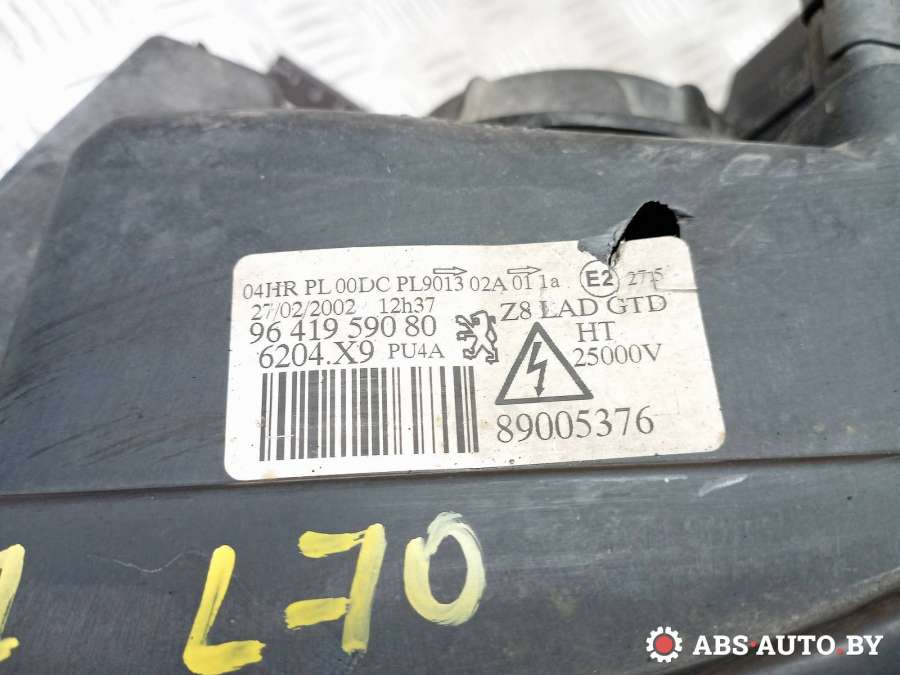 04HR PL 00DC PL9013 02A 01 1a E2 2715
27/02/2002 12h37 Z8 LAD GTD
96 419 590 80 HT
6204.X9 PU4A 25000V
89005376
ABS-AUTO.BY